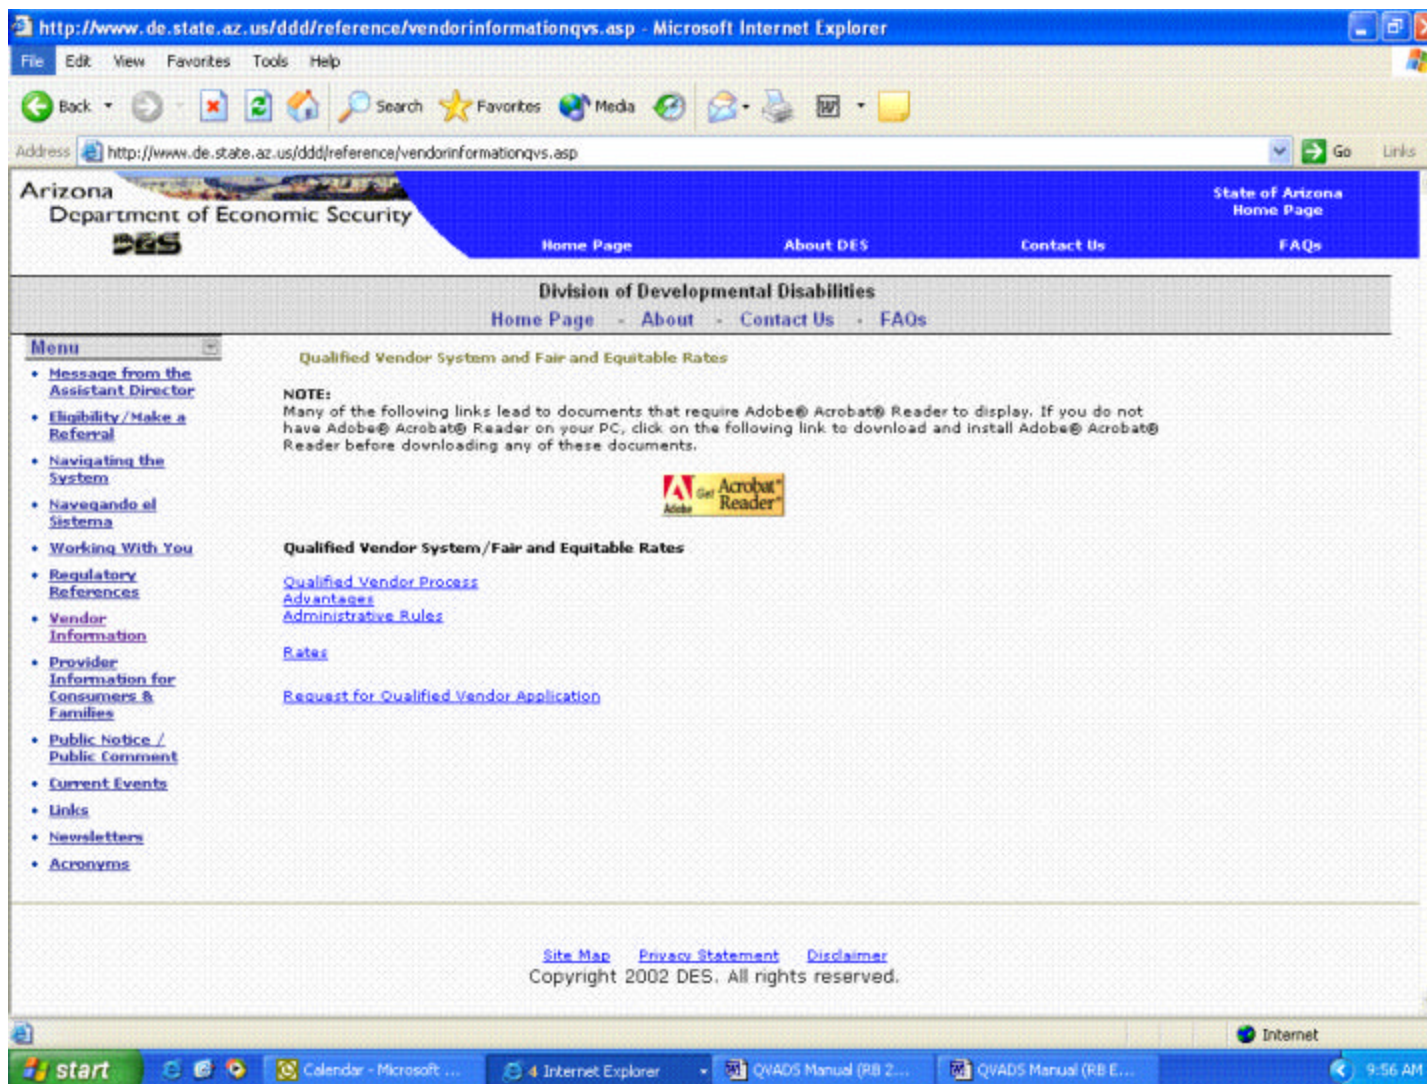 http://www.de.state.az.us/ddd/reference/vendorinformationqvs.asp - Microsoft Internet Explorer
File Edit View Favorites Tools Help
Back Search Favorites Media
Address http://www.de.state.az.us/ddd/reference/vendorinformationqvs.asp Go Links
Arizona
Department of Economic Security
DES
State of Arizona
Home Page
Home Page About DES Contact Us FAQs
Division of Developmental Disabilities
Home Page - About - Contact Us - FAQs
Menu
• Message from the
Assistant Director
• Eligibility/Make a
Referral
• Navigating the
System
• Navegando el
Sistema
• Working With You
• Regulatory
References
• Vendor
Information
• Provider
Information for
Consumers &
Families
• Public Notice /
Public Comment
• Current Events
• Links
• Newsletters
• Acronyms
Qualified Vendor System and Fair and Equitable Rates
NOTE:
Many of the following links lead to documents that require Adobe® Acrobat® Reader to display. If you do not
have Adobe® Acrobat® Reader on your PC, click on the following link to download and install Adobe® Acrobat®
Reader before downloading any of these documents.
Adobe Get Acrobat®
Reader™
Qualified Vendor System/Fair and Equitable Rates
Qualified Vendor Process
Advantages
Administrative Rules
Rates
Request for Qualified Vendor Application
Site Map Privacy Statement Disclaimer
Copyright 2002 DES. All rights reserved.
Internet
start Calendar - Microsoft ... 4 Internet Explorer QVADS Manual (RB 2... QVADS Manual (RB E... 9:56 AM